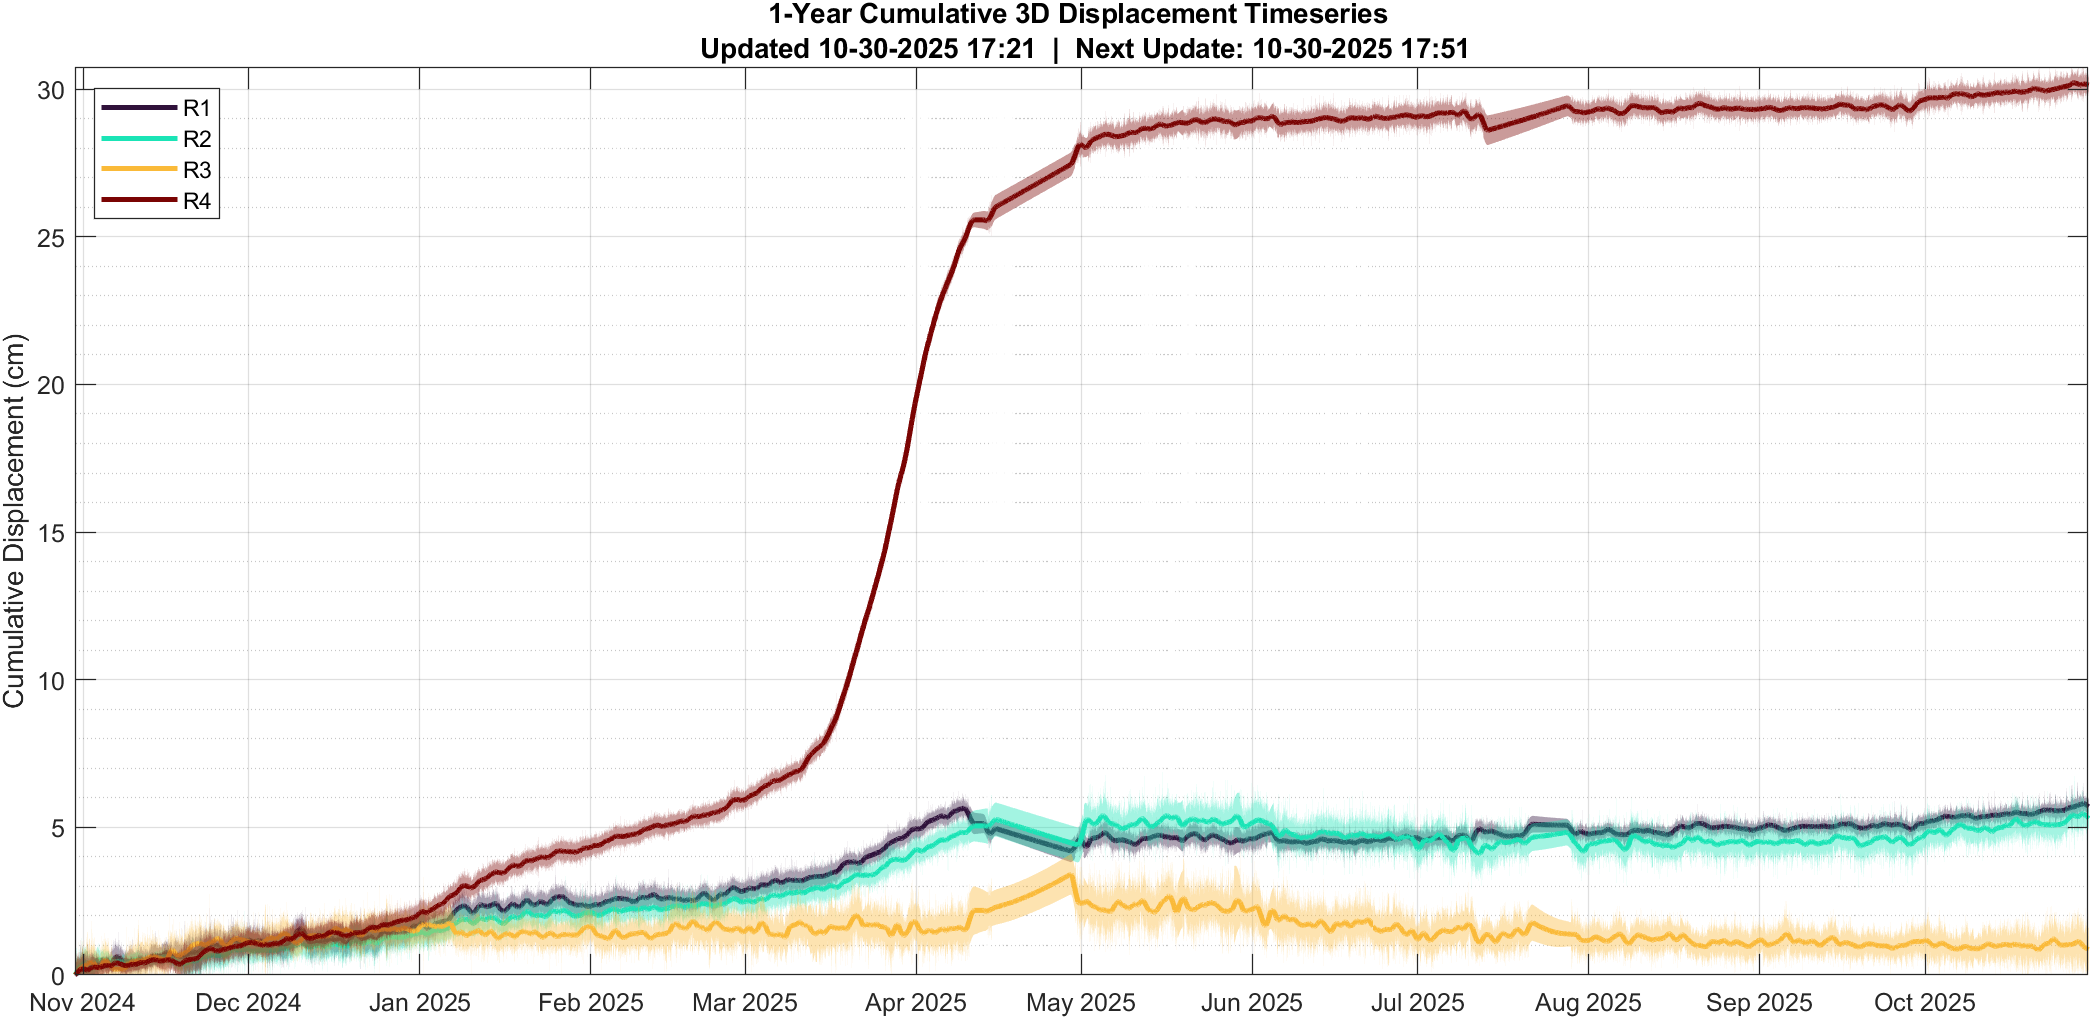 1-Year Cumulative 3D Displacement Timeseries
Updated 10-30-2025 17:21 | Next Update: 10-30-2025 17:51
Cumulative Displacement (cm)
30
25
20
15
10
5
0
R1
R2
R3
R4
Nov 2024 Dec 2024 Jan 2025 Feb 2025 Mar 2025 Apr 2025 May 2025 Jun 2025 Jul 2025 Aug 2025 Sep 2025 Oct 2025